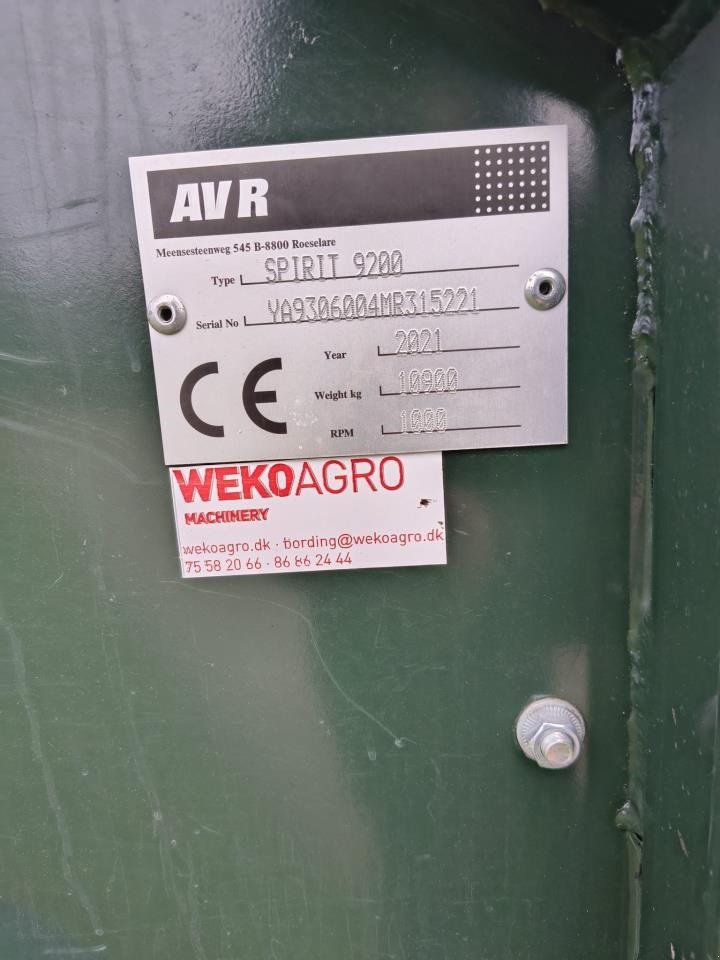 AVR
Meensesteenweg 545 B-8800 Roeselare
Type SPIRIT 9200
Serial No YA9306004MR315221
Year 2021
CE
Weight kg 10900
RPM 1000
WEKOAGRO
MACHINERY
wekoagro.dk · bording@wekoagro.dk
75 58 20 66 · 86 86 24 44